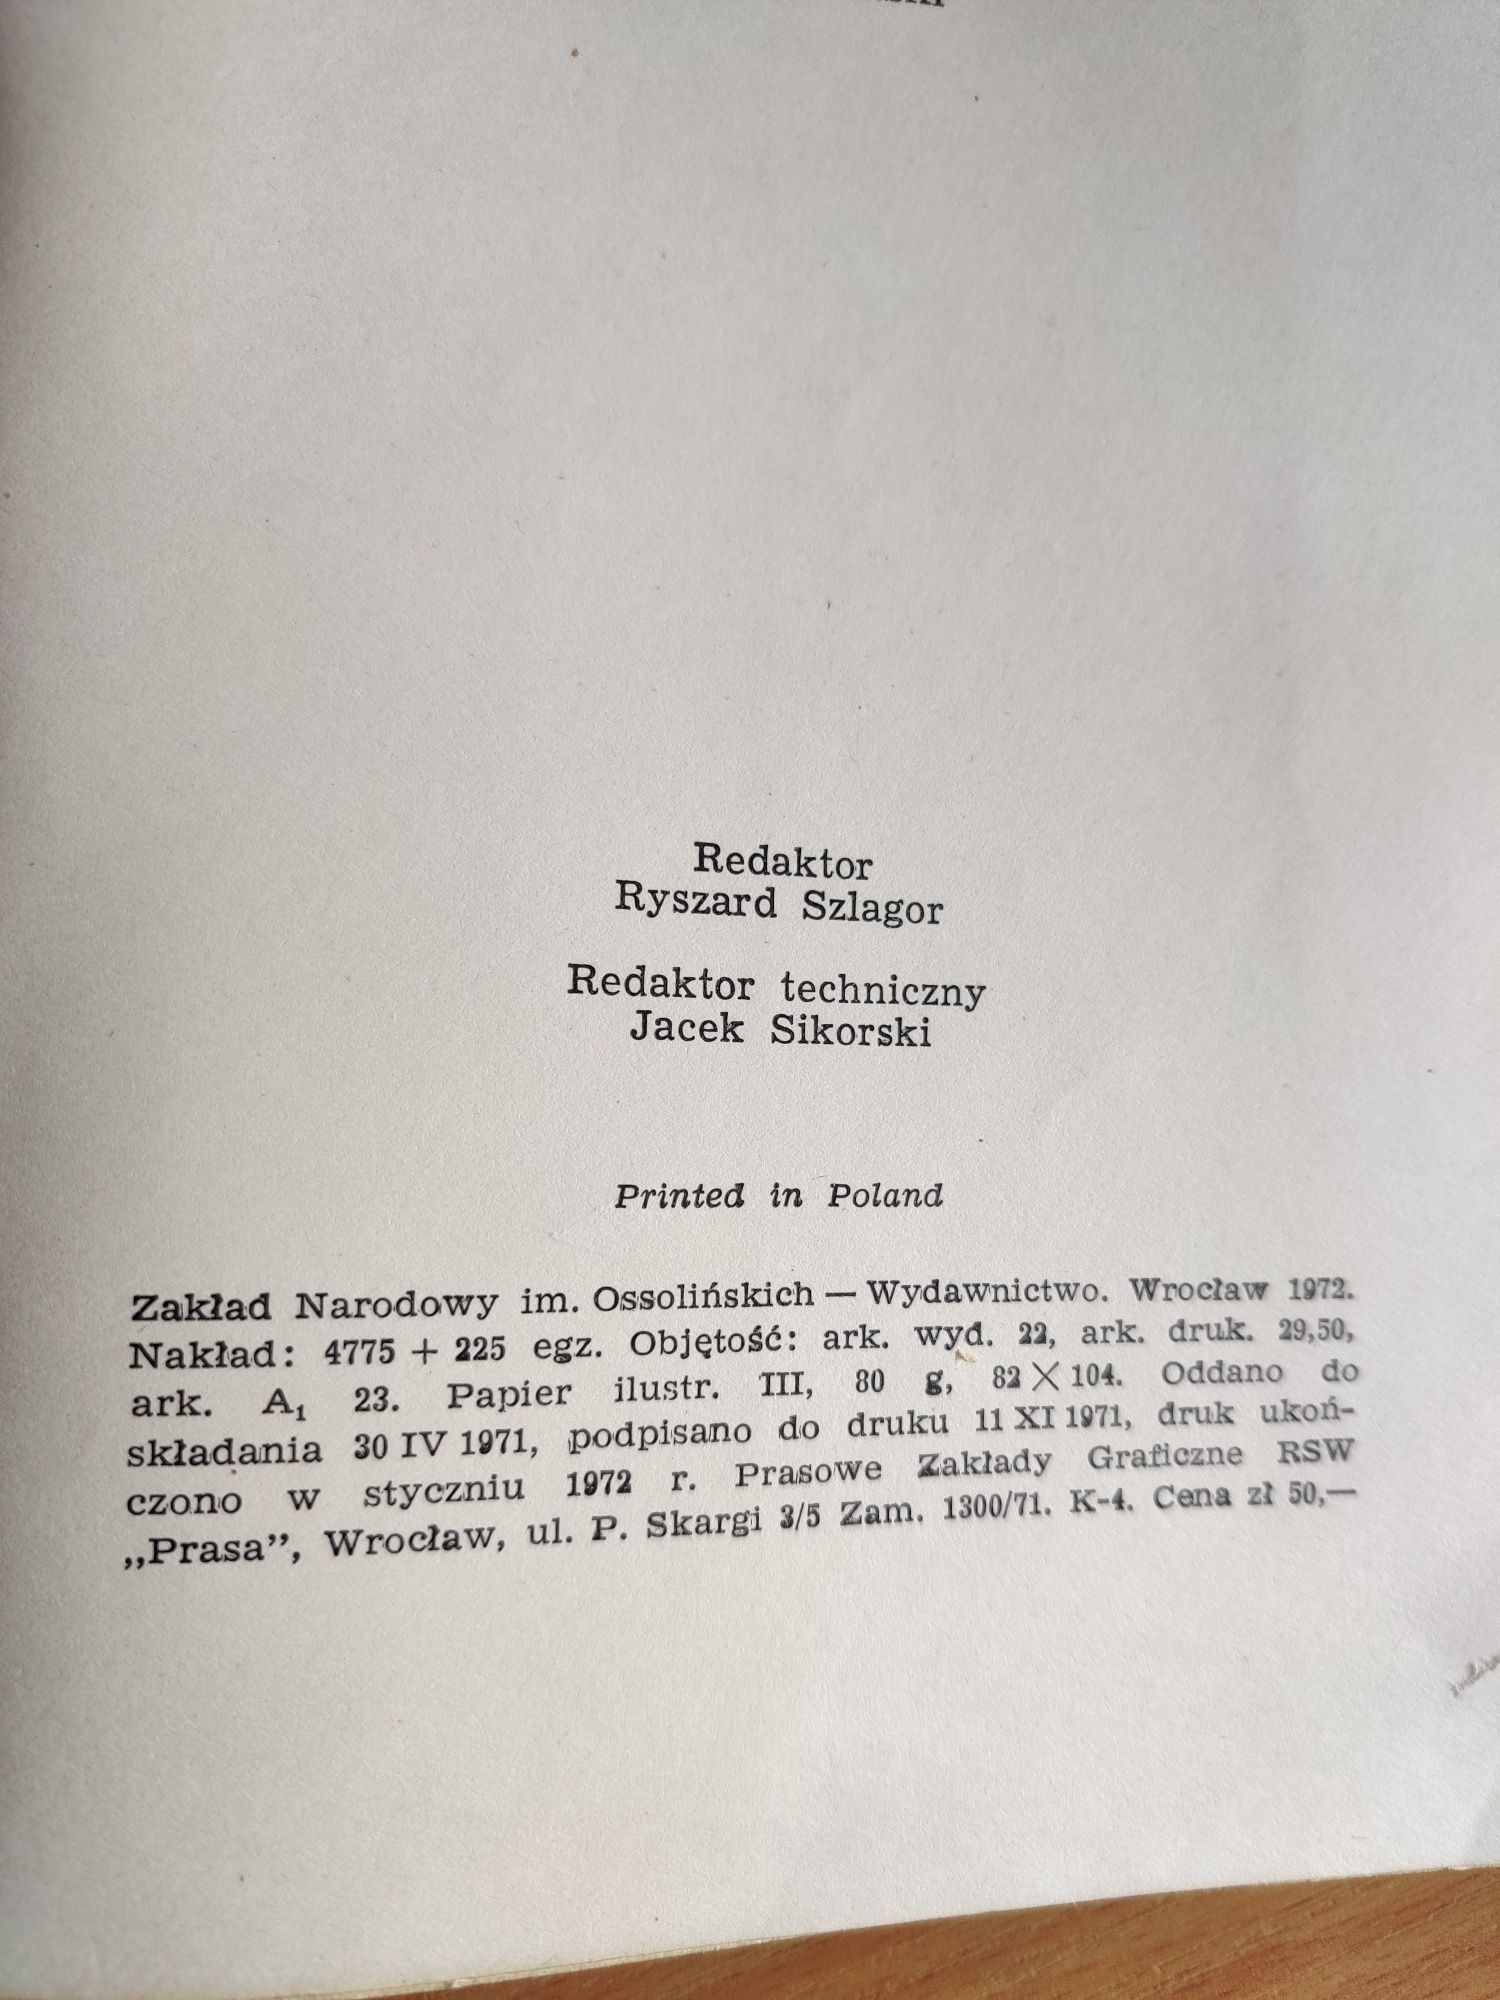 Redaktor
Ryszard Szlagor
Redaktor techniczny
Jacek Sikorski
Printed in Poland
Zakład Narodowy im. Ossolińskich — Wydawnictwo. Wrocław 1972.
Nakład: 4775 + 225 egz. Objętość: ark. wyd. 22, ark. druk. 29,50,
ark. A₁ 23. Papier ilustr. III, 80 g, 82 × 104. Oddano do
składania 30 IV 1971, podpisano do druku 11 XI 1971, druk ukoń-
czono w styczniu 1972 r. Prasowe Zakłady Graficzne RSW
„Prasa”, Wrocław, ul. P. Skargi 3/5 Zam. 1300/71. K-4. Cena zł 50,—